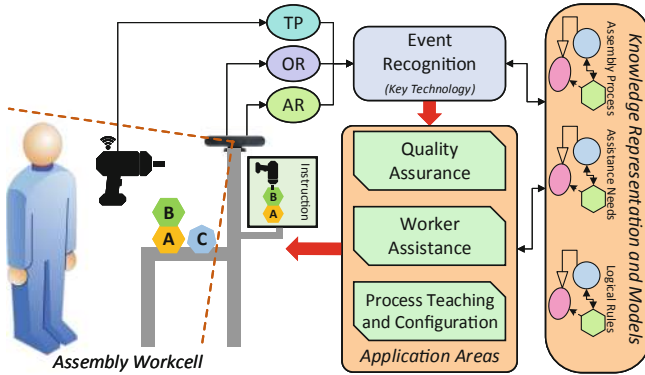 TP
OR
AR
Event
Recognition
(Key Technology)
Quality
Assurance
Worker
Assistance
Process Teaching
and Configuration
Application Areas
Instruction
B
A
B
A
C
Assembly Workcell
Assembly Process
Assistance Needs
Logical Rules
Knowledge Representation and Models